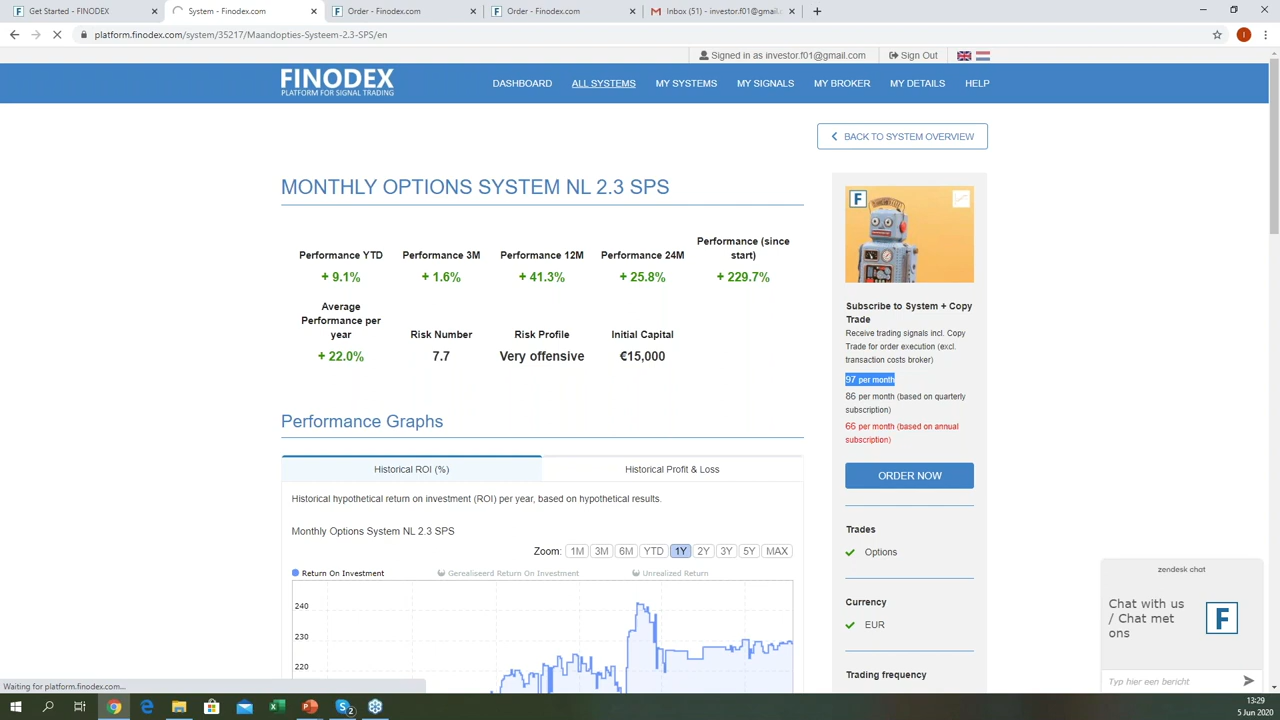 Get Started - FINODEX
System - Finodex.com
Order - Finodex.com
Order - Finodex.com
Inbox (51) - investor.f01@gmail.
platform.finodex.com/system/35217/Maandopties-Systeem-2.3-SPS/en
I
Signed in as investor.f01@gmail.com
Sign Out
FINODEX
PLATFORM FOR SIGNAL TRADING
DASHBOARD
ALL SYSTEMS
MY SYSTEMS
MY SIGNALS
MY BROKER
MY DETAILS
HELP
BACK TO SYSTEM OVERVIEW
MONTHLY OPTIONS SYSTEM NL 2.3 SPS
Performance YTD
+ 9.1%
Performance 3M
+ 1.6%
Performance 12M
+ 41.3%
Performance 24M
+ 25.8%
Performance (since
start)
+ 229.7%
Average
Performance per
year
+ 22.0%
Risk Number
7.7
Risk Profile
Very offensive
Initial Capital
€15,000
Performance Graphs
Historical ROI (%)
Historical Profit & Loss
Historical hypothetical return on investment (ROI) per year, based on hypothetical results.
Monthly Options System NL 2.3 SPS
Zoom: 1M 3M 6M YTD 1Y 2Y 3Y 5Y MAX
Return On Investment
Gerealiseerd Return On Investment
Unrealized Return
240
230
220
F
Subscribe to System + Copy
Trade
Receive trading signals incl. Copy
Trade for order execution (excl.
transaction costs broker)
97 per month
86 per month (based on quarterly
subscription)
66 per month (based on annual
subscription)
ORDER NOW
Trades
Options
Currency
EUR
Trading frequency
zendesk chat
Chat with us
/ Chat met
ons
F
Typ hier een bericht
Waiting for platform.finodex.com...
2
13:29
5 Jun 2020